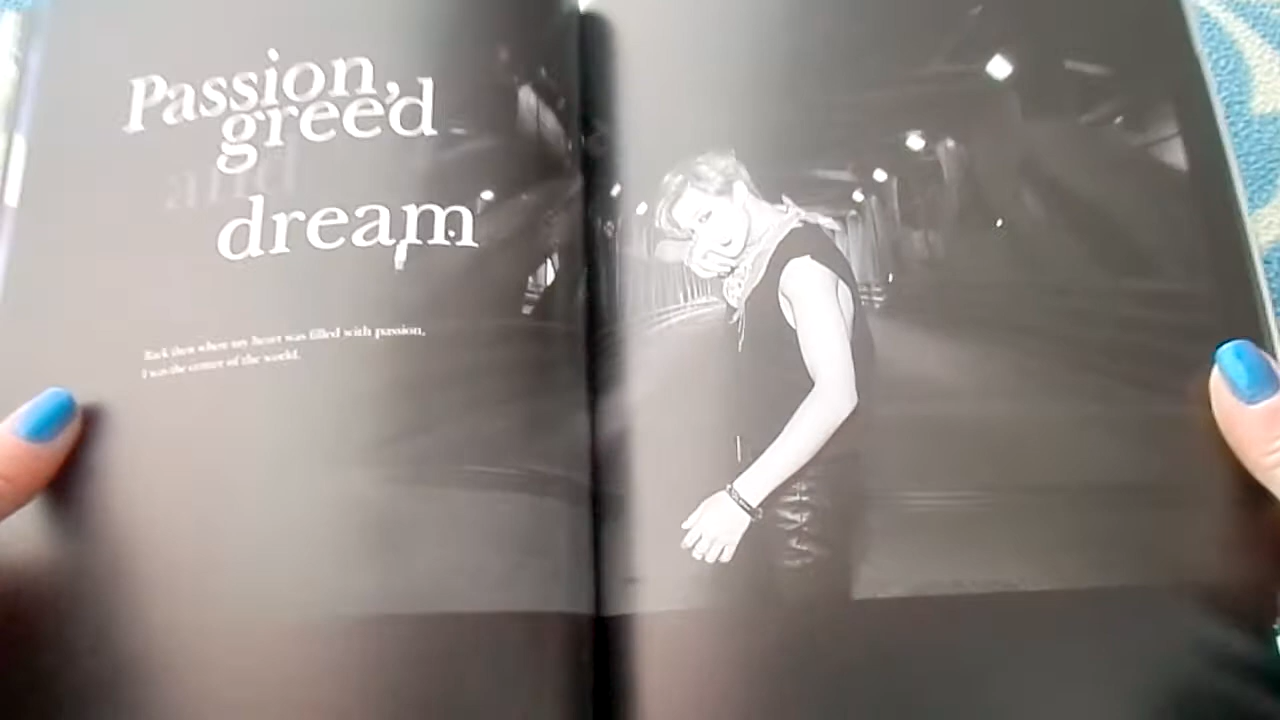 Passion,
greed
and
dream
Back then when my heart was filled with passion,
I was the center of the world.